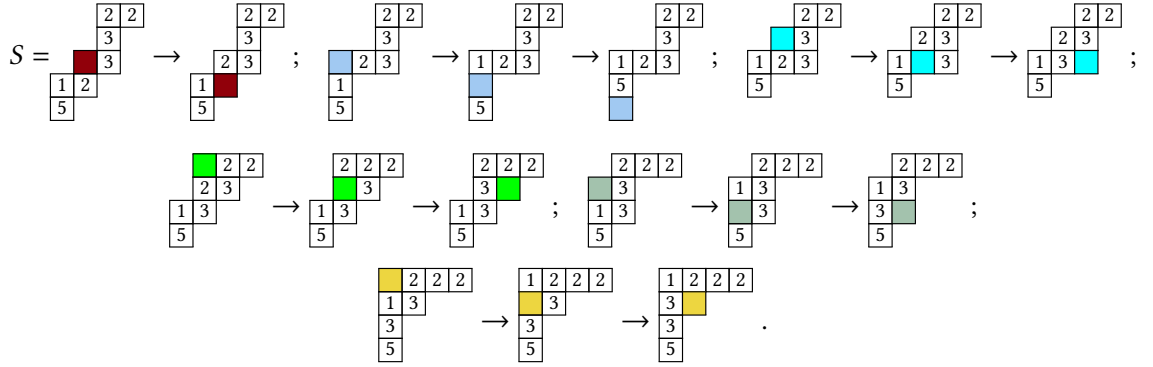 2 2 2 2 2 2 2 2 2 2 2 2 2 2 2 2
3 3 3 3 3 3 2 3 2 3
S = 3 → 2 3 ; 2 3 → 1 2 3 → 1 2 3 ; 1 2 3 → 1 3 → 1 3 ;
1 2 1 1 5 5 5 5
5 5 5 5
2 2 2 2 2 2 2 2 2 2 2 2 2 2 2 2 2
2 3 3 3 3 1 3 1 3
1 3 → 1 3 → 1 3 ; 1 3 → 3 → 3 ;
5 5 5 5 5 5
2 2 2 1 2 2 2 1 2 2 2
1 3 3 3
3 → 3 → 3 .
5 5 5